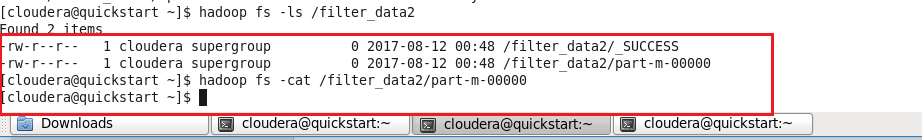 [cloudera@quickstart ~]$ hadoop fs -ls /filter_data2
Found 2 items
-rw-r--r--   1 cloudera supergroup          0 2017-08-12 00:48 /filter_data2/_SUCCESS
-rw-r--r--   1 cloudera supergroup          0 2017-08-12 00:48 /filter_data2/part-m-00000
[cloudera@quickstart ~]$ hadoop fs -cat /filter_data2/part-m-00000
[cloudera@quickstart ~]$
Downloads cloudera@quickstart:~ cloudera@quickstart:~ cloudera@quickstart:~